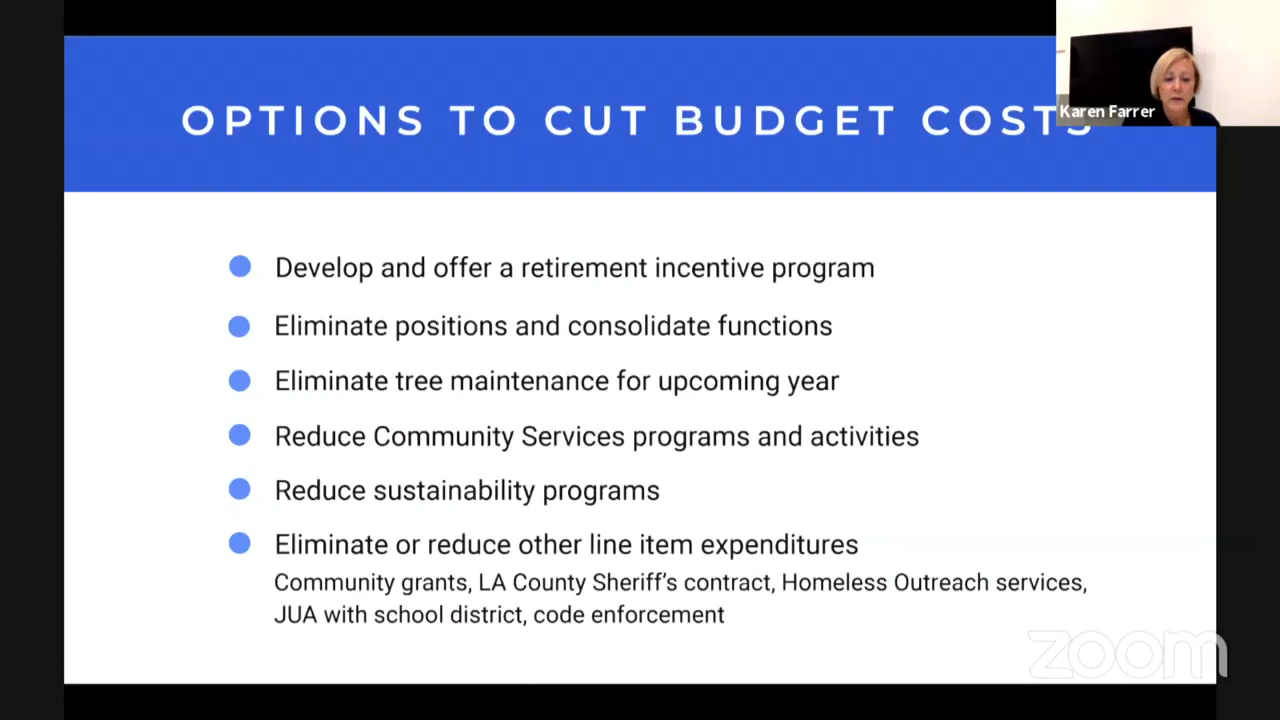 OPTIONS TO CUT BUDGET COSTS
Karen Farrer
Develop and offer a retirement incentive program
Eliminate positions and consolidate functions
Eliminate tree maintenance for upcoming year
Reduce Community Services programs and activities
Reduce sustainability programs
Eliminate or reduce other line item expenditures
Community grants, LA County Sheriff's contract, Homeless Outreach services,
JUA with school district, code enforcement
zoom